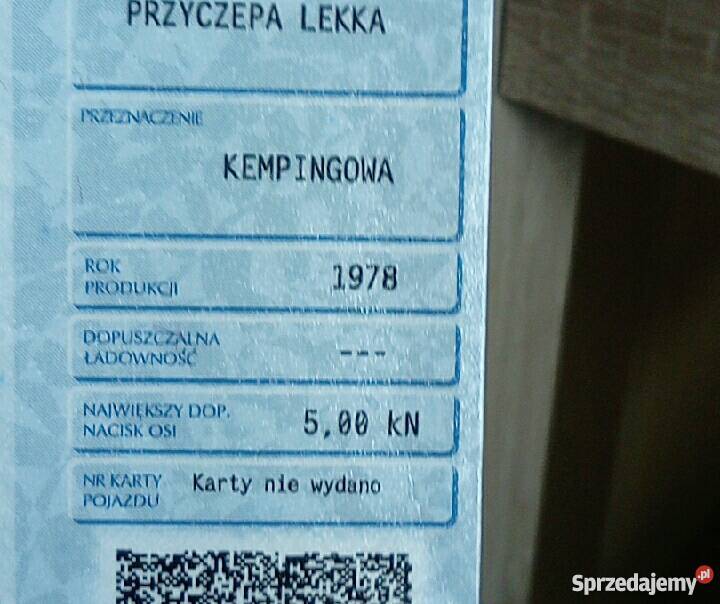 PRZYCZEPA LEKKA
PRZEZNACZENIE
KEMPINGOWA
ROK
PRODUKCJI
1978
DOPUSZCZALNA
ŁADOWNOŚĆ
---
NAJWIĘKSZY DOP.
NACISK OSI
5,00 kN
NR KARTY
POJAZDU
Karty nie wydano
Sprzedajemy.pl